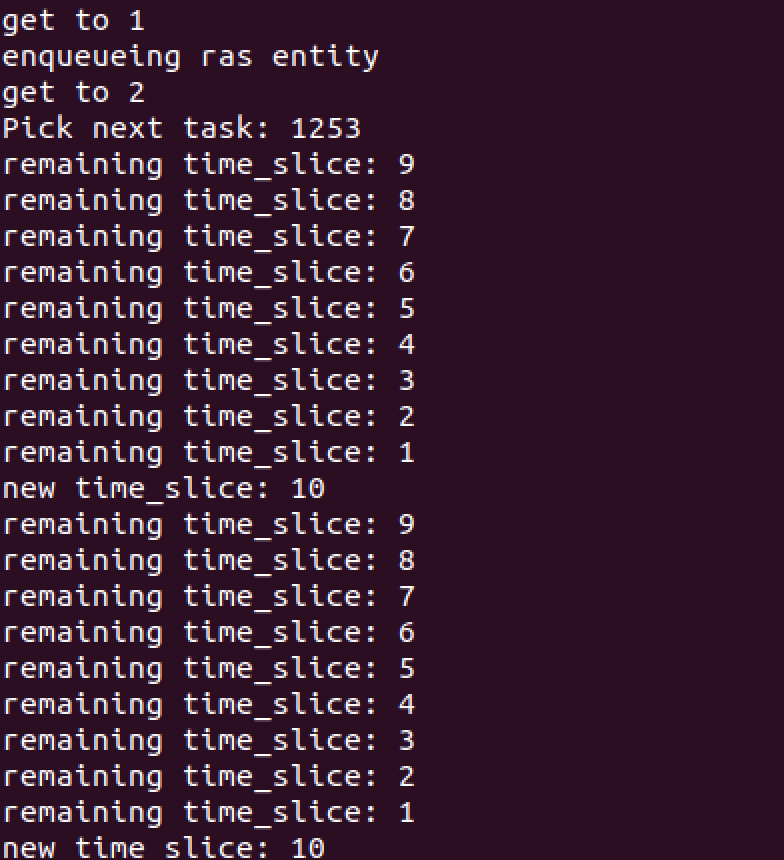 get to 1
enqueueing ras entity
get to 2
Pick next task: 1253
remaining time_slice: 9
remaining time_slice: 8
remaining time_slice: 7
remaining time_slice: 6
remaining time_slice: 5
remaining time_slice: 4
remaining time_slice: 3
remaining time_slice: 2
remaining time_slice: 1
new time_slice: 10
remaining time_slice: 9
remaining time_slice: 8
remaining time_slice: 7
remaining time_slice: 6
remaining time_slice: 5
remaining time_slice: 4
remaining time_slice: 3
remaining time_slice: 2
remaining time_slice: 1
new time slice: 10